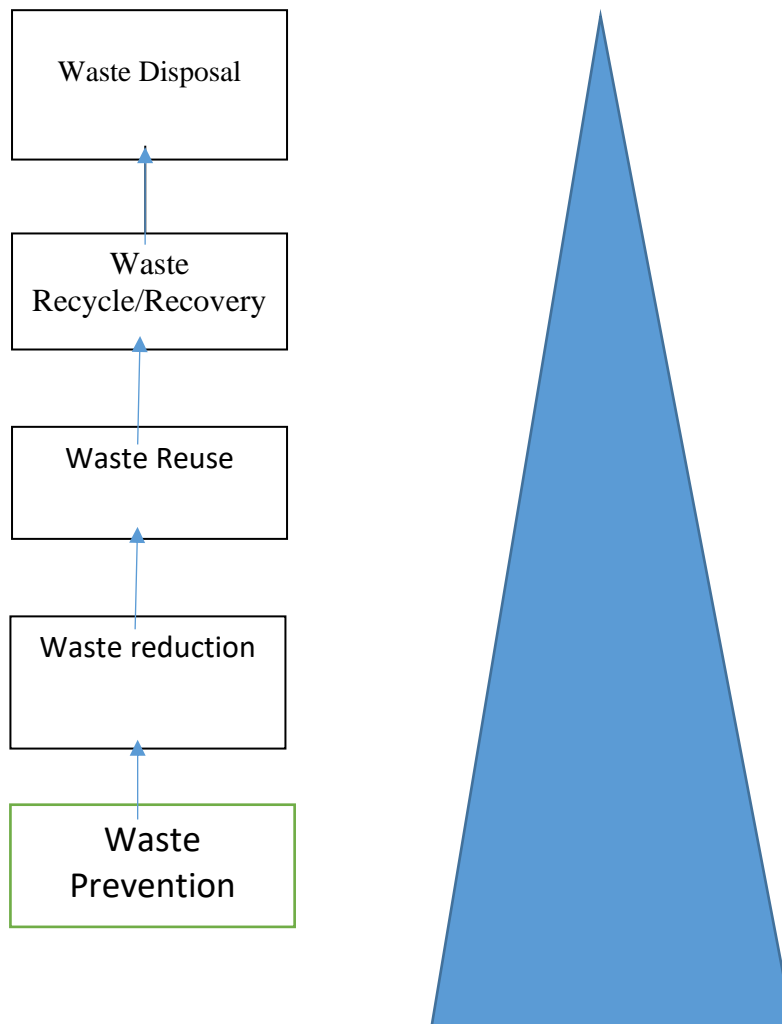 Waste Disposal
Waste
Recycle/Recovery
Waste Reuse
Waste reduction
Waste
Prevention